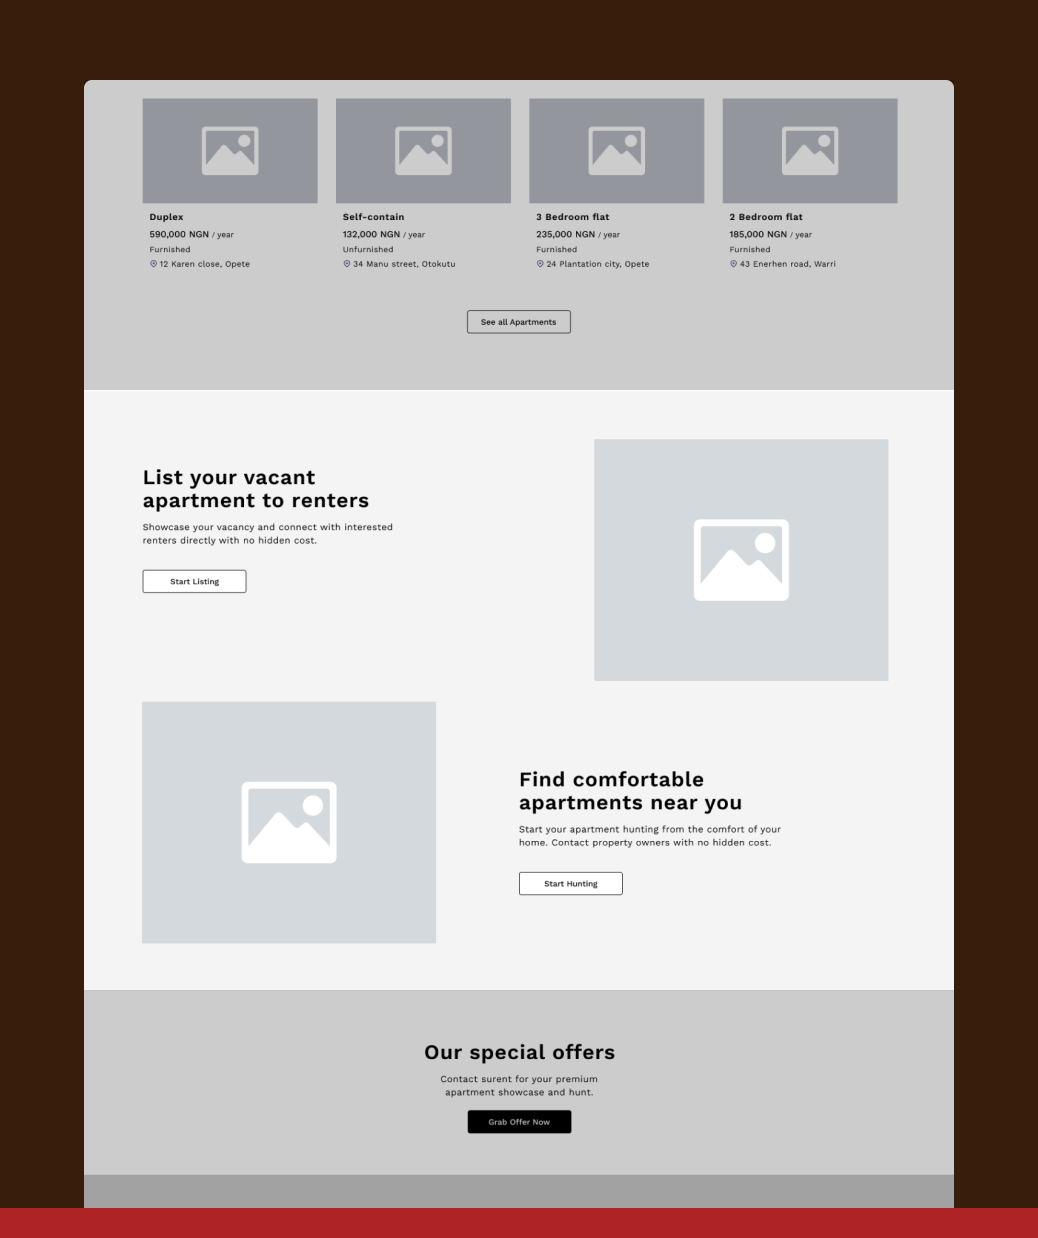 Duplex
590,000 NGN / year
Furnished
12 Karen close, Opete
Self-contain
132,000 NGN / year
Unfurnished
34 Manu street, Otokutu
3 Bedroom flat
235,000 NGN / year
Furnished
24 Plantation city, Opete
2 Bedroom flat
185,000 NGN / year
Furnished
43 Enerhen road, Warri
See all Apartments
List your vacant
apartment to renters
Showcase your vacancy and connect with interested
renters directly with no hidden cost.
Start Listing
Find comfortable
apartments near you
Start your apartment hunting from the comfort of your
home. Contact property owners with no hidden cost.
Start Hunting
Our special offers
Contact surent for your premium
apartment showcase and hunt.
Grab Offer Now